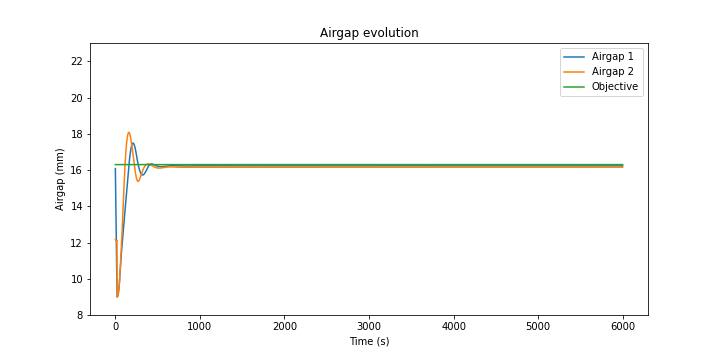 Airgap evolution
Airgap 1
Airgap 2
Objective
22
20
18
16
14
12
10
8
Airgap (mm)
0
1000
2000
3000
4000
5000
6000
Time (s)